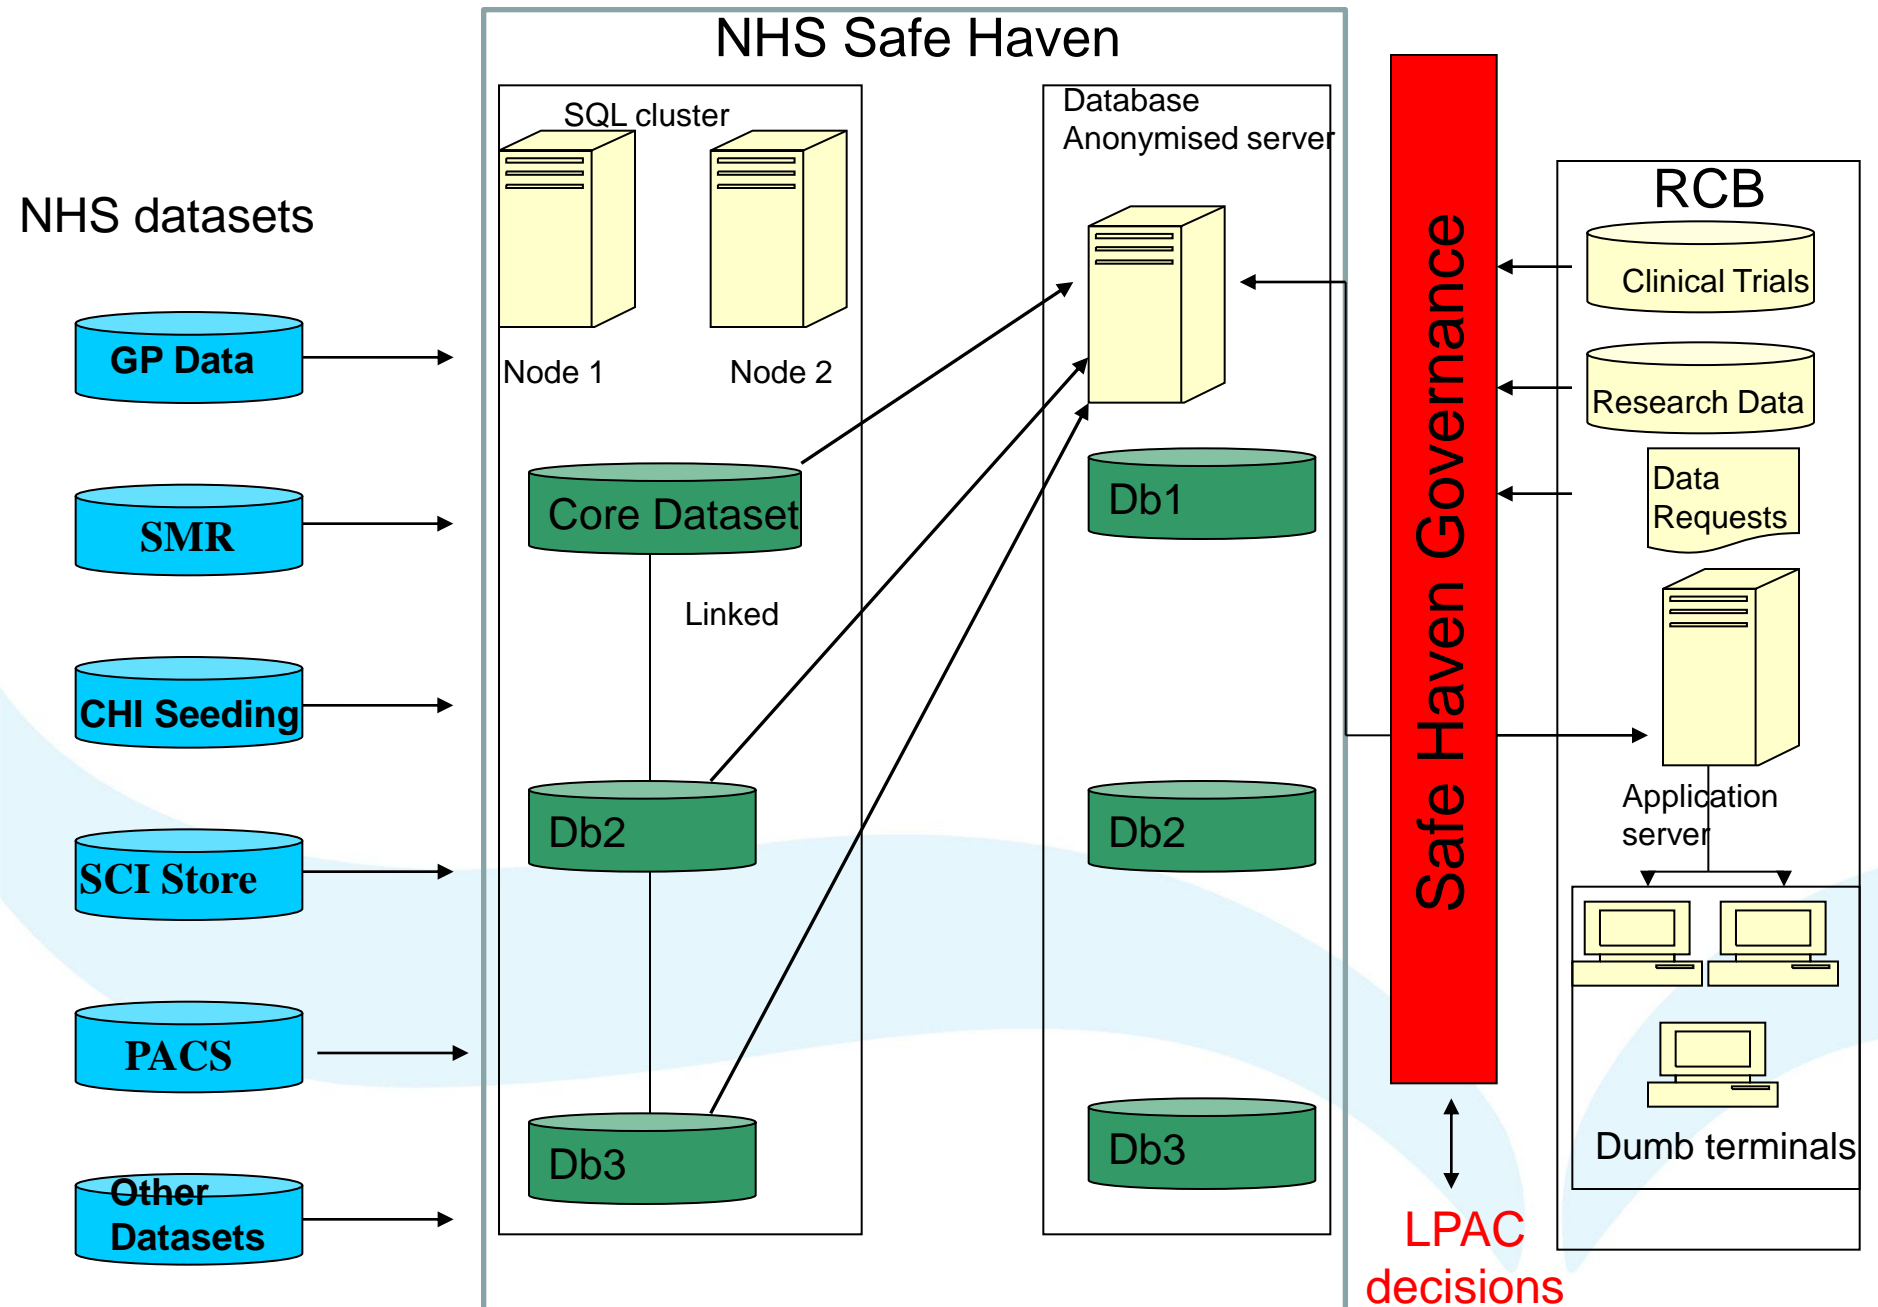 NHS Safe Haven
SQL cluster
Database
Anonymised server
NHS datasets
RCB
Clinical Trials
GP Data
Node 1
Node 2
Research Data
Core Dataset
Db1
Data
Requests
SMR
Linked
Safe Haven Governance
CHI Seeding
Application
server
Db2
Db2
SCI Store
PACS
Db3
Db3
Dumb terminals
Other
Datasets
LPAC
decisions